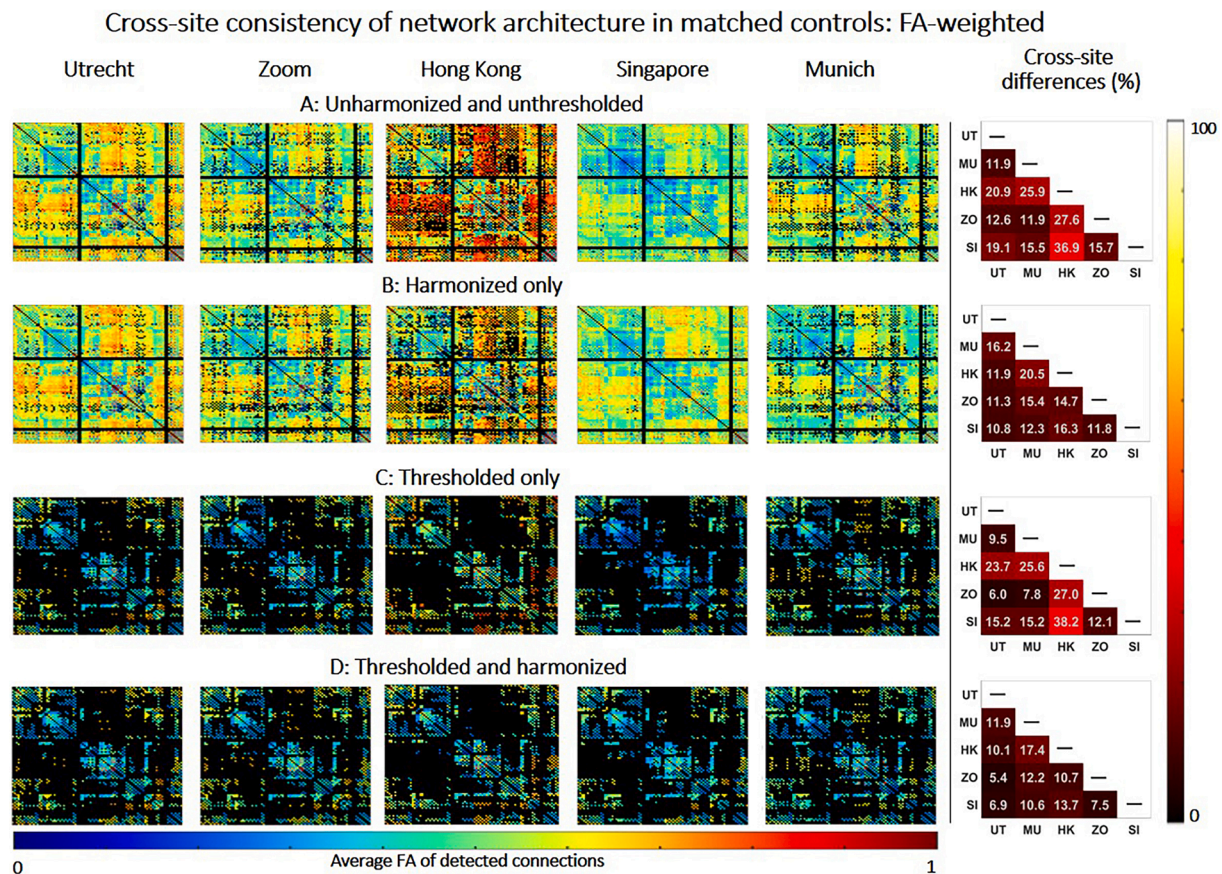 Cross-site consistency of network architecture in matched controls: FA-weighted
Utrecht Zoom Hong Kong Singapore Munich
Cross-site
differences (%)
A: Unharmonized and unthresholded
UT —
MU 11.9 —
HK 20.9 25.9 —
ZO 12.6 11.9 27.6 —
SI 19.1 15.5 36.9 15.7 —
UT MU HK ZO SI
B: Harmonized only
UT —
MU 16.2 —
HK 11.9 20.5 —
ZO 11.3 15.4 14.7 —
SI 10.8 12.3 16.3 11.8 —
UT MU HK ZO SI
C: Thresholded only
UT —
MU 9.5 —
HK 23.7 25.6 —
ZO 6.0 7.8 27.0 —
SI 15.2 15.2 38.2 12.1 —
UT MU HK ZO SI
D: Thresholded and harmonized
UT —
MU 11.9 —
HK 10.1 17.4 —
ZO 5.4 12.2 10.7 —
SI 6.9 10.6 13.7 7.5 —
UT MU HK ZO SI
100
0
0 Average FA of detected connections 1